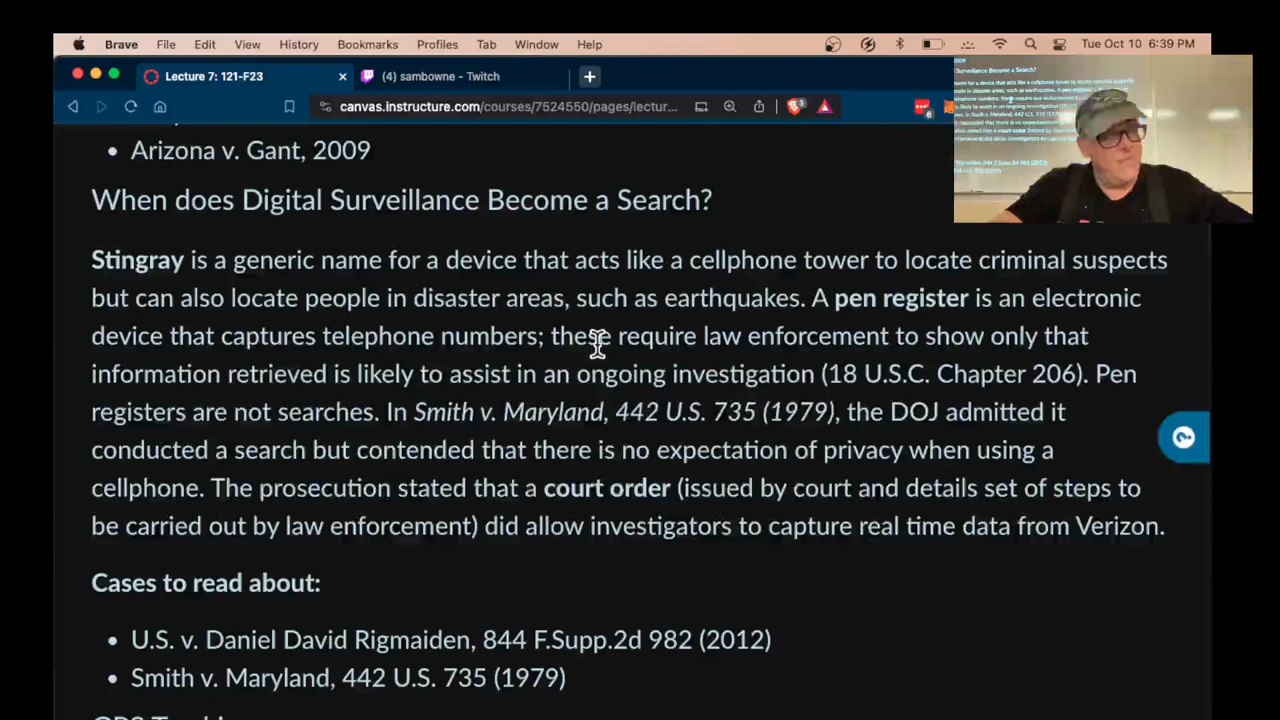 Brave File Edit View History Bookmarks Profiles Tab Window Help Tue Oct 10 6:39 PM
Lecture 7: 121-F23 (4) sambowne - Twitch
canvas.instructure.com/courses/7524550/pages/lectur...
Arizona v. Gant, 2009
When does Digital Surveillance Become a Search?
Stingray is a generic name for a device that acts like a cellphone tower to locate criminal suspects
but can also locate people in disaster areas, such as earthquakes. A pen register is an electronic
device that captures telephone numbers; these require law enforcement to show only that
information retrieved is likely to assist in an ongoing investigation (18 U.S.C. Chapter 206). Pen
registers are not searches. In Smith v. Maryland, 442 U.S. 735 (1979), the DOJ admitted it
conducted a search but contended that there is no expectation of privacy when using a
cellphone. The prosecution stated that a court order (issued by court and details set of steps to
be carried out by law enforcement) did allow investigators to capture real time data from Verizon.
Cases to read about:
U.S. v. Daniel David Rigmaiden, 844 F.Supp.2d 982 (2012)
Smith v. Maryland, 442 U.S. 735 (1979)